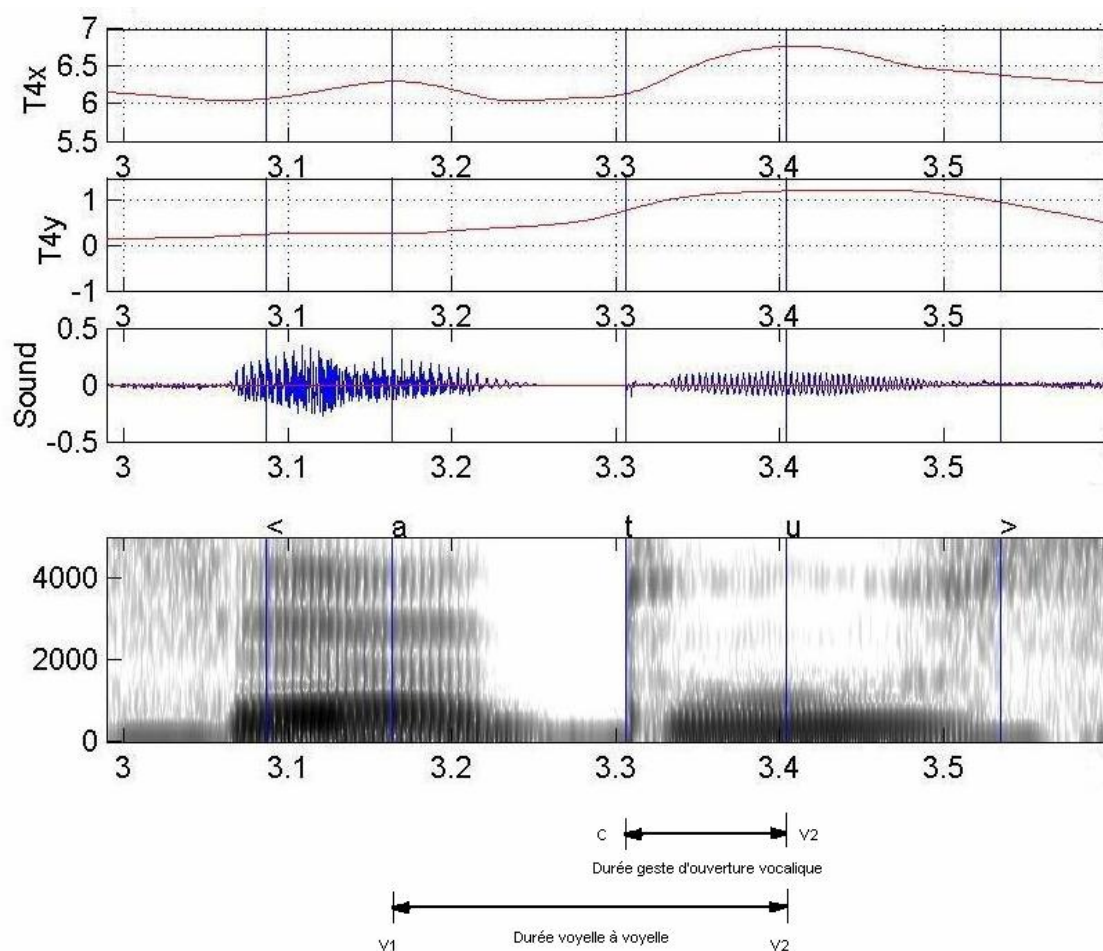 7
6.5
T4x
6
5.5
3 3.1 3.2 3.3 3.4 3.5
1
T4y
0
-1
3 3.1 3.2 3.3 3.4 3.5
0.5
Sound
0
-0.5
3 3.1 3.2 3.3 3.4 3.5
< a t u >
4000
2000
0
3 3.1 3.2 3.3 3.4 3.5
C V2
Durée geste d'ouverture vocalique
Durée voyelle à voyelle
V1 V2